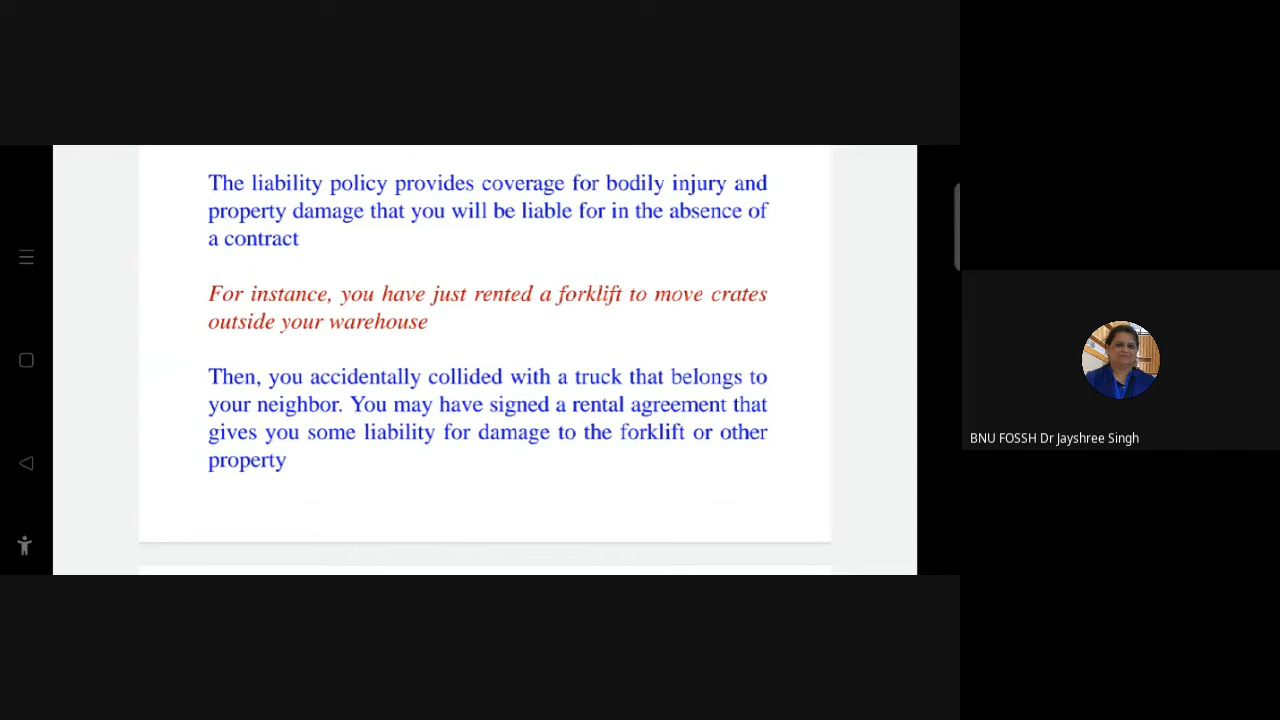 The liability policy provides coverage for bodily injury and
property damage that you will be liable for in the absence of
a contract
For instance, you have just rented a forklift to move crates
outside your warehouse
Then, you accidentally collided with a truck that belongs to
your neighbor. You may have signed a rental agreement that
gives you some liability for damage to the forklift or other
property
BNU FOSSH Dr Jayshree Singh